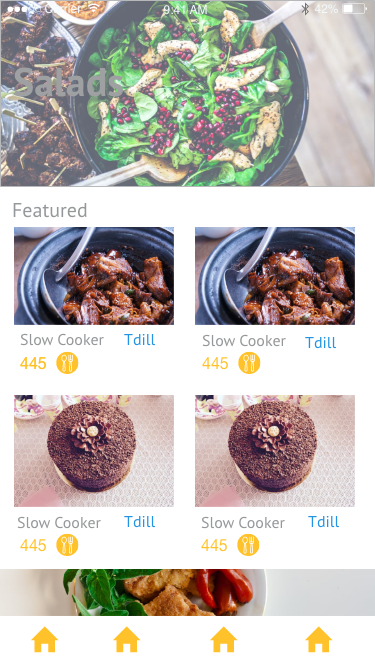 Carrier 9:41 AM 42%
Salads
Featured
Slow Cooker Tdill Slow Cooker Tdill
445 445
Slow Cooker Tdill Slow Cooker Tdill
445 445